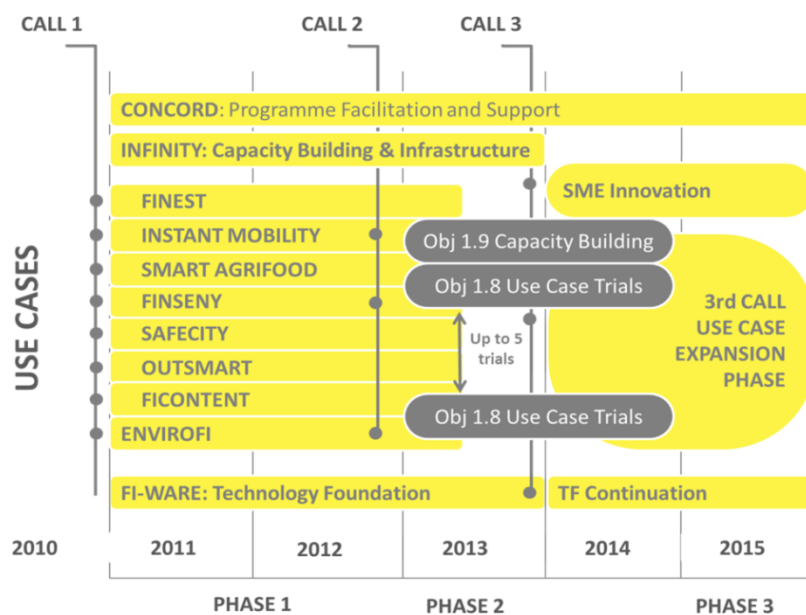 CALL 1
CALL 2
CALL 3
CONCORD: Programme Facilitation and Support
INFINITY: Capacity Building & Infrastructure
SME Innovation
USE CASES
FINEST
INSTANT MOBILITY
SMART AGRIFOOD
FINSENY
SAFECITY
OUTSMART
FICONTENT
ENVIROFI
Obj 1.9 Capacity Building
Obj 1.8 Use Case Trials
Up to 5
trials
Obj 1.8 Use Case Trials
3rd CALL
USE CASE
EXPANSION
PHASE
FI-WARE: Technology Foundation
TF Continuation
2010
2011
2012
2013
2014
2015
PHASE 1
PHASE 2
PHASE 3